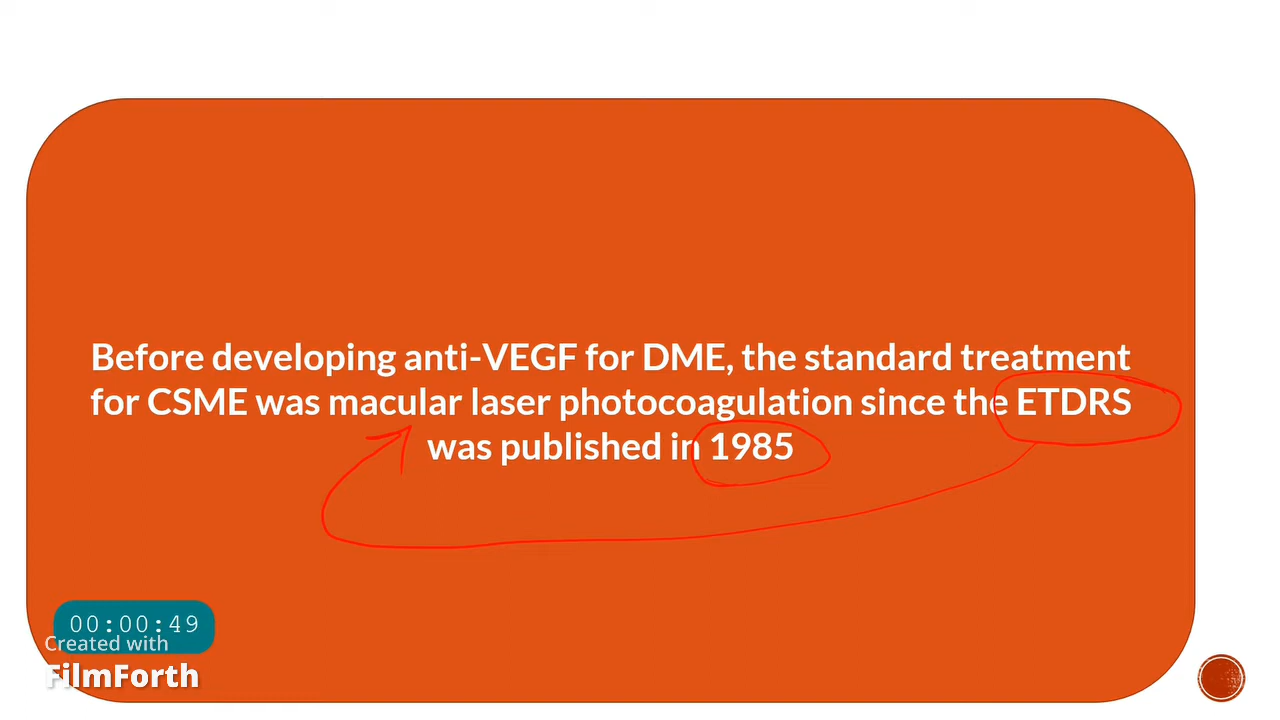 Before developing anti-VEGF for DME, the standard treatment
for CSME was macular laser photocoagulation since the ETDRS
was published in 1985
00:00:49
Created with
FilmForth